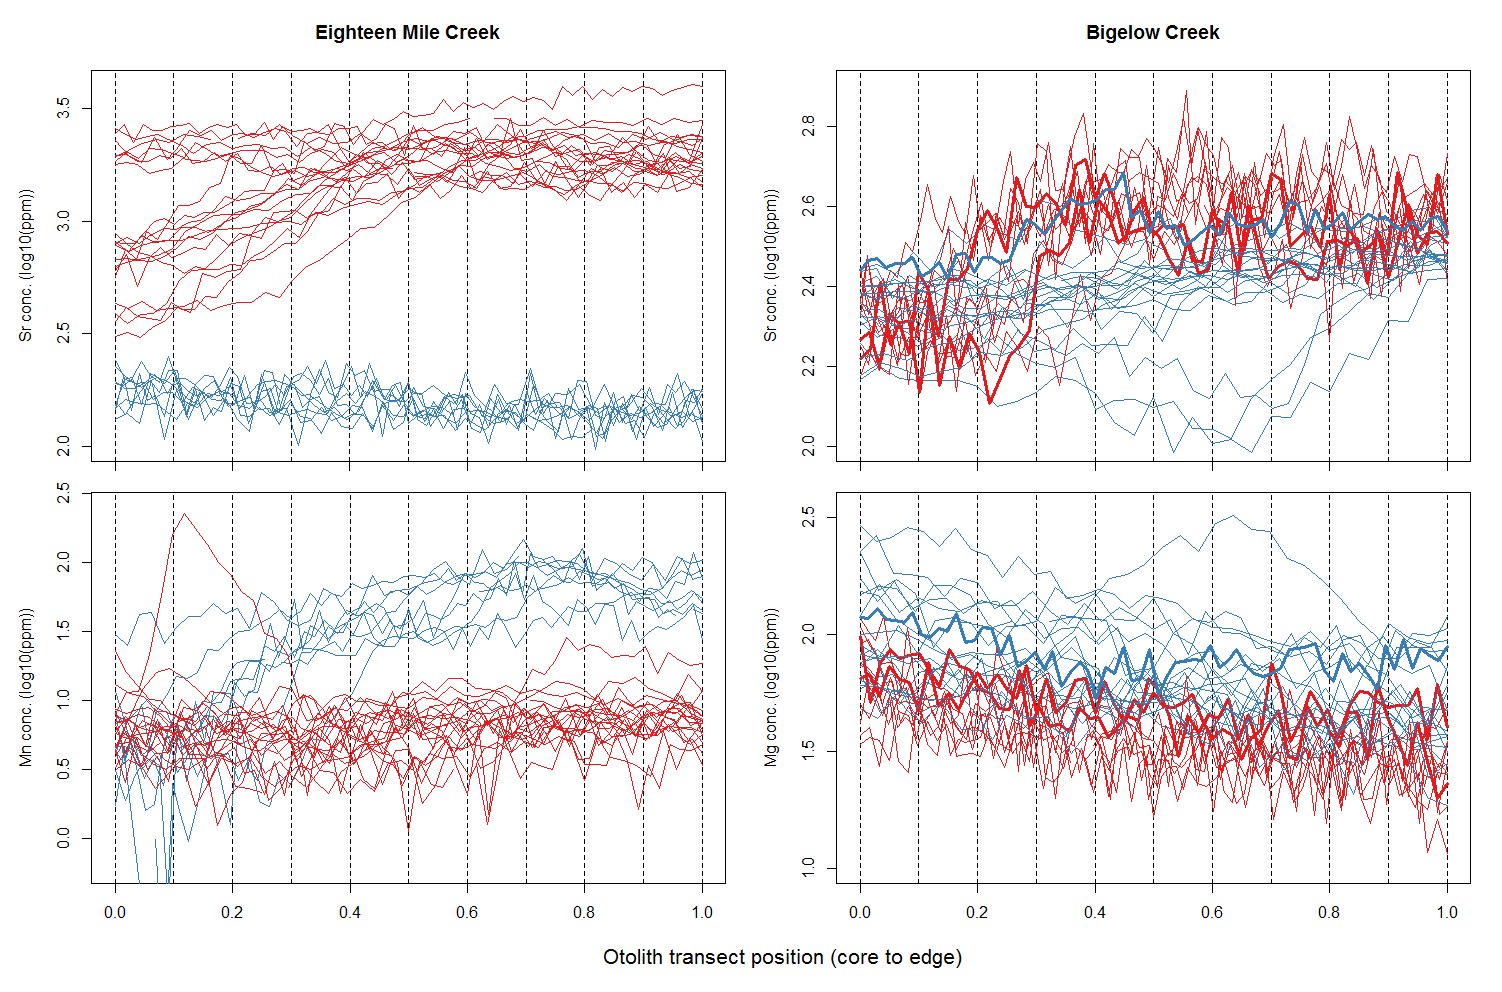 Eighteen Mile Creek
Bigelow Creek
Sr conc. (log10(ppm))
3.5
3.0
2.5
2.0
Sr conc. (log10(ppm))
2.8
2.6
2.4
2.2
2.0
Mn conc. (log10(ppm))
2.5
2.0
1.5
1.0
0.5
0.0
Mg conc. (log10(ppm))
2.5
2.0
1.5
1.0
0.0 0.2 0.4 0.6 0.8 1.0
0.0 0.2 0.4 0.6 0.8 1.0
Otolith transect position (core to edge)